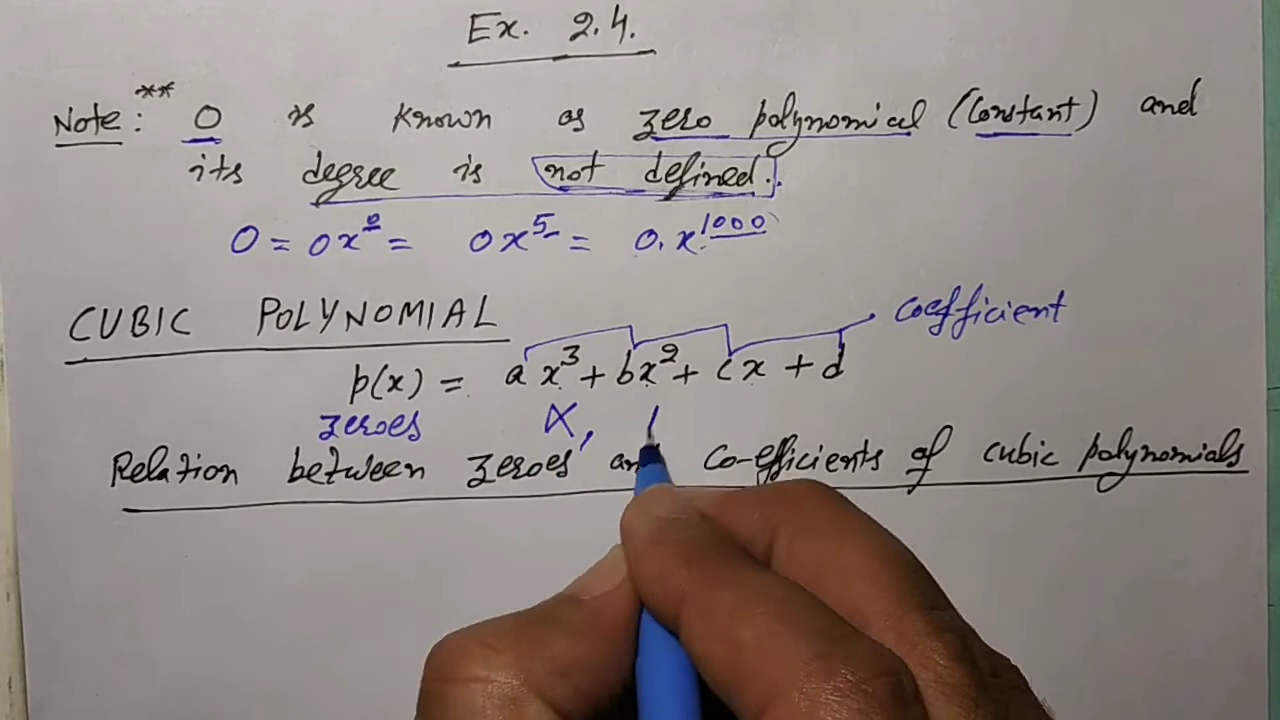 Ex. 2.4.
Note:** 0 is known as zero polynomial (Constant) and
its degree is not defined.
0 = 0x⁰ = 0x⁵ = 0.x¹⁰⁰⁰
CUBIC POLYNOMIAL
coefficient
p(x) = ax³ + bx² + cx + d
zeroes α,
Relation between zeroes and co-efficients of cubic polynomials